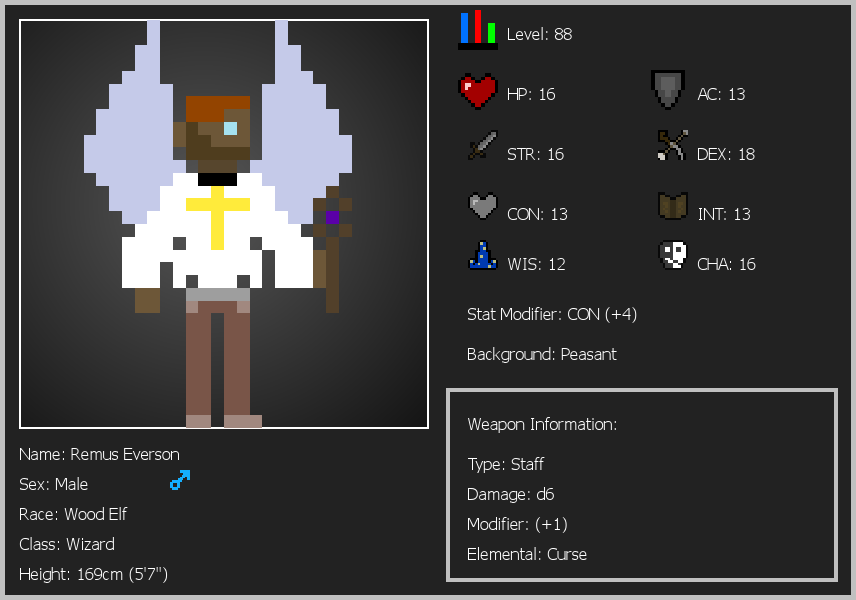 Level: 88
HP: 16
AC: 13
STR: 16
DEX: 18
CON: 13
INT: 13
WIS: 12
CHA: 16
Stat Modifier: CON (+4)
Background: Peasant
Weapon Information:
Type: Staff
Damage: d6
Modifier: (+1)
Elemental: Curse
Name: Remus Everson
Sex: Male
Race: Wood Elf
Class: Wizard
Height: 169cm (5'7")